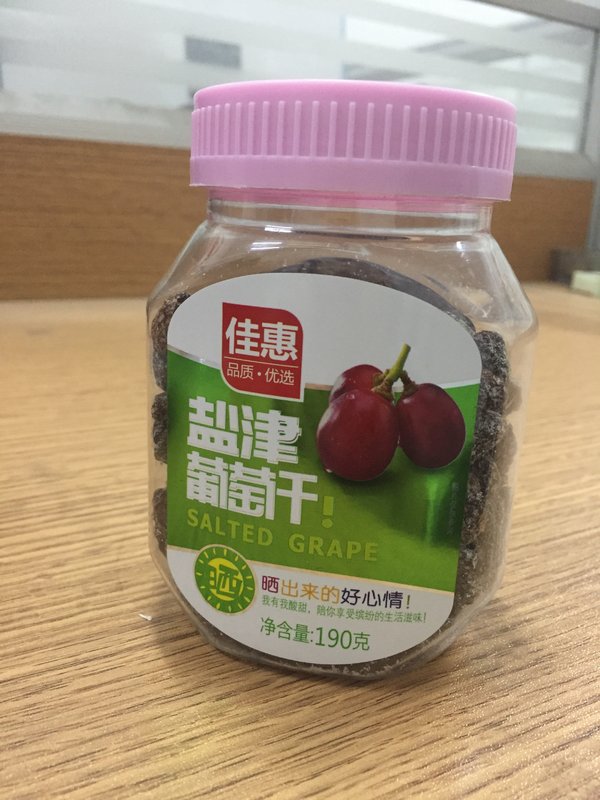 佳惠
品质·优选
盐津
葡萄干!
SALTED GRAPE
晒
晒出来的好心情!
我有我酸甜，陪你享受缤纷的生活滋味!
净含量:190克